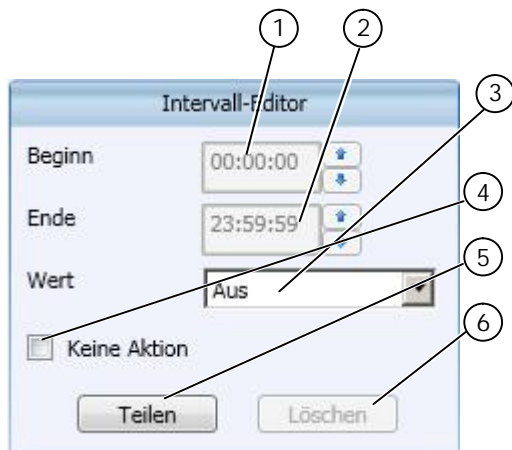 1 2
3
Intervall-Editor
Beginn 00:00:00
4
Ende 23:59:59
5
Wert Aus
6
Keine Aktion
Teilen Löschen